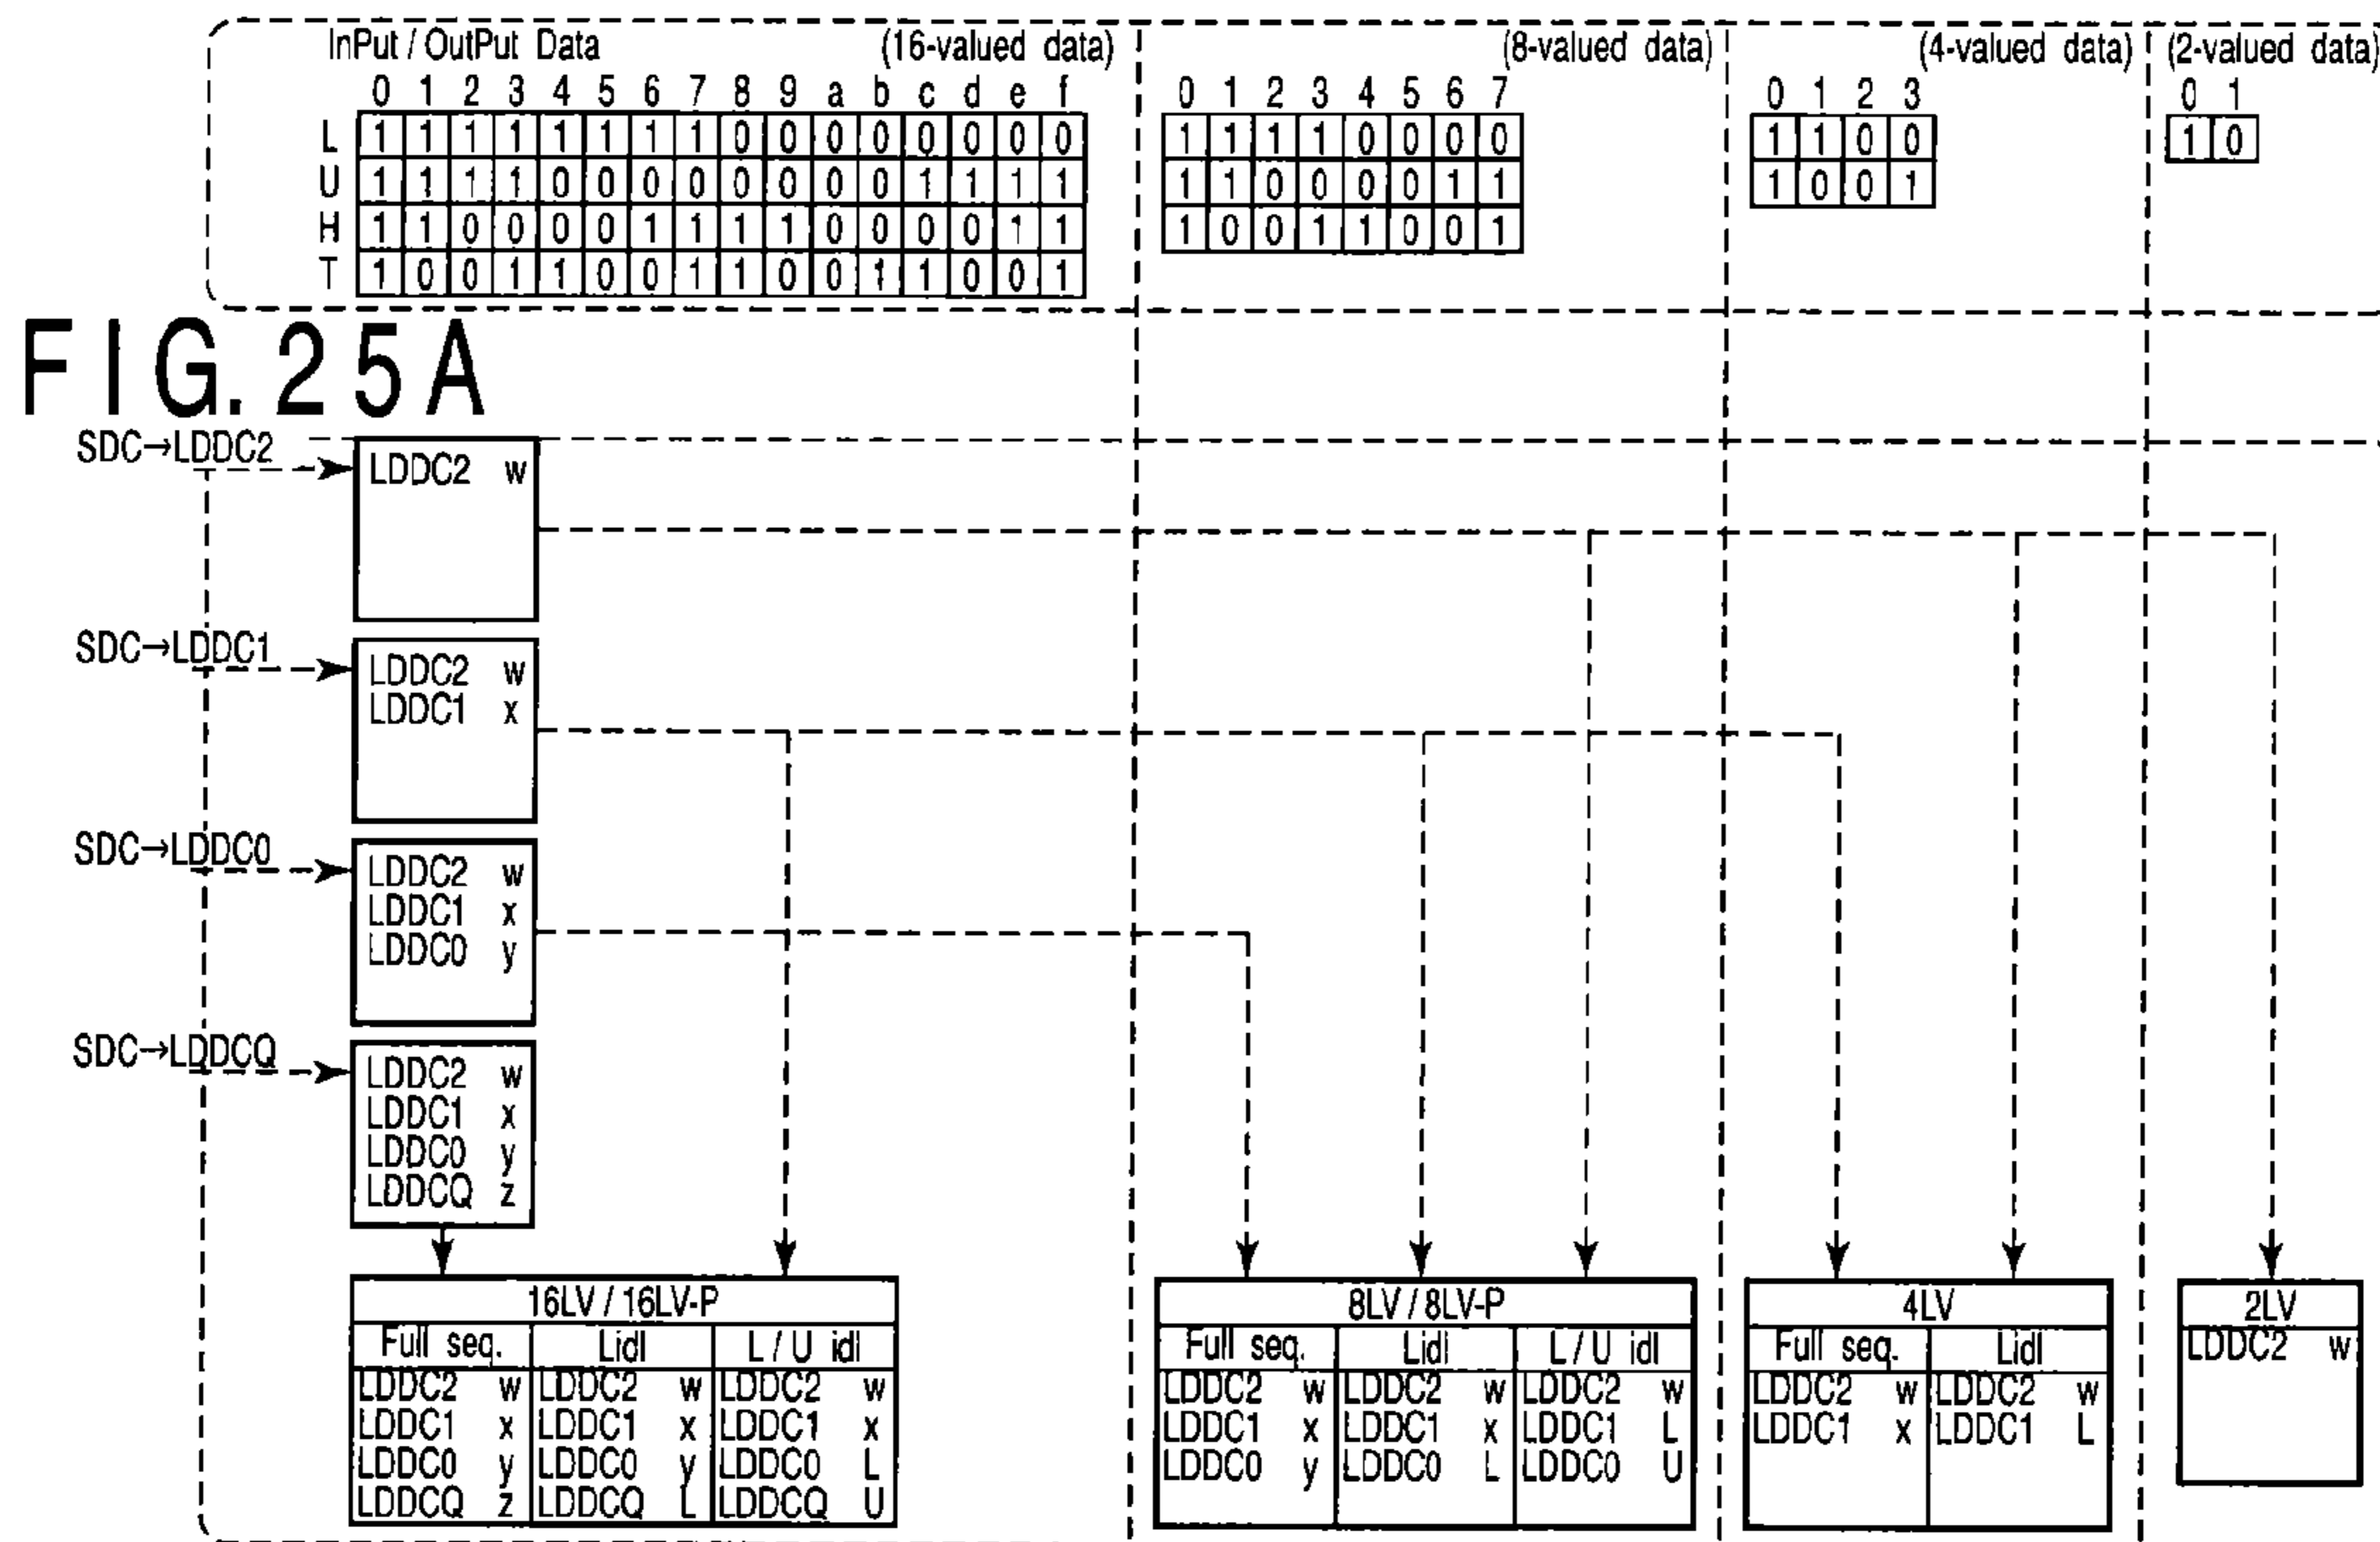 InPut / OutPut Data (16-valued data) (8-valued data) (4-valued data) (2-valued data)
0 1 2 3 4 5 6 7 8 9 a b c d e f 0 1 2 3 4 5 6 7 0 1 2 3 0 1
L 1 1 1 1 1 1 1 1 0 0 0 0 0 0 0 0 1 1 1 1 0 0 0 0 1 1 0 0 1 0
U 1 1 1 1 0 0 0 0 0 0 0 0 1 1 1 1 1 1 0 0 0 0 1 1 1 0 0 1
H 1 1 0 0 0 0 1 1 1 1 0 0 0 0 1 1 1 0 0 1 1 0 0 1
T 1 0 0 1 1 0 0 1 1 0 0 1 1 0 0 1
FIG. 25A
SDC→LDDC2
LDDC2 w
SDC→LDDC1
LDDC2 w
LDDC1 x
SDC→LDDC0
LDDC2 w
LDDC1 x
LDDC0 y
SDC→LDDCQ
LDDC2 w
LDDC1 x
LDDC0 y
LDDCQ z
16LV / 16LV-P
Full seq. Lidl L / U idl
LDDC2 w LDDC2 w LDDC2 w
LDDC1 x LDDC1 x LDDC1 x
LDDC0 y LDDC0 y LDDC0 L
LDDCQ z LDDCQ L LDDCQ U
8LV / 8LV-P
Full seq. Lidl L / U idl
LDDC2 w LDDC2 w LDDC2 w
LDDC1 x LDDC1 x LDDC1 L
LDDC0 y LDDC0 L LDDC0 U
4LV
Full seq. Lidl
LDDC2 w LDDC2 w
LDDC1 x LDDC1 L
2LV
LDDC2 w